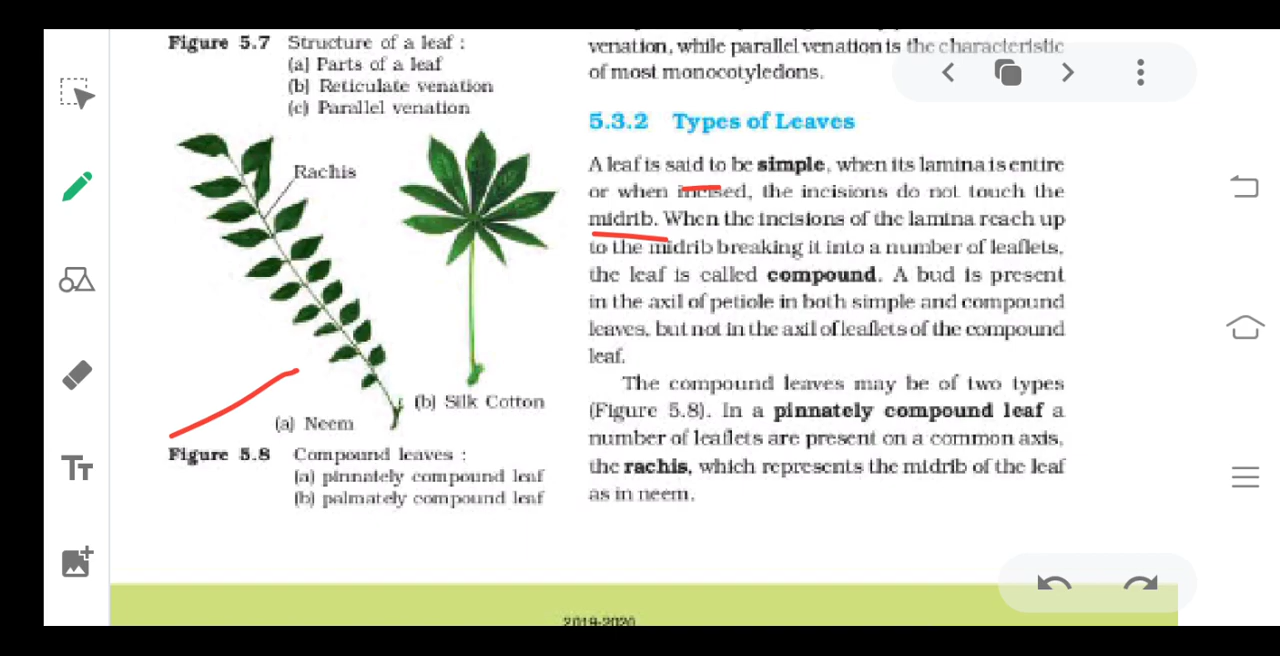 Figure 5.7 Structure of a leaf :
(a) Parts of a leaf
(b) Reticulate venation
(c) Parallel venation
Rachis
(b) Silk Cotton
(a) Neem
Figure 5.8 Compound leaves :
(a) pinnately compound leaf
(b) palmately compound leaf
venation, while parallel venation is the characteristic
of most monocotyledons.
5.3.2 Types of Leaves
A leaf is said to be simple, when its lamina is entire
or when incised, the incisions do not touch the
midrib. When the incisions of the lamina reach up
to the midrib breaking it into a number of leaflets,
the leaf is called compound. A bud is present
in the axil of petiole in both simple and compound
leaves, but not in the axil of leaflets of the compound
leaf.
The compound leaves may be of two types
(Figure 5.8). In a pinnately compound leaf a
number of leaflets are present on a common axis,
the rachis, which represents the midrib of the leaf
as in neem.
2019-2020